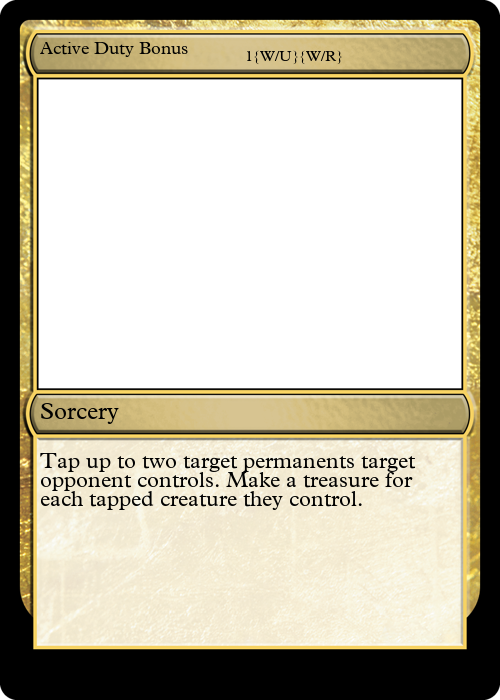 Active Duty Bonus 1{W/U}{W/R}
Sorcery
Tap up to two target permanents target
opponent controls. Make a treasure for
each tapped creature they control.